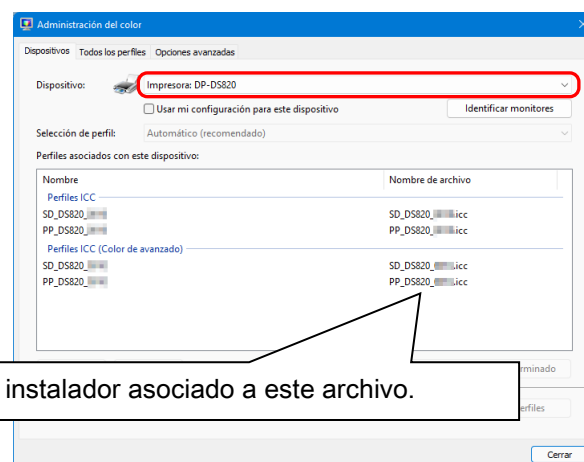 Administración del color
Dispositivos Todos los perfiles Opciones avanzadas
Dispositivo: Impresora: DP-DS820
Usar mi configuración para este dispositivo Identificar monitores
Selección de perfil: Automático (recomendado)
Perfiles asociados con este dispositivo:
Nombre Nombre de archivo
Perfiles ICC
SD_DS820_ SD_DS820_ .icc
PP_DS820_ PP_DS820_ .icc
Perfiles ICC (Color de avanzado)
SD_DS820_ SD_DS820_ .icc
PP_DS820_ PP_DS820_ .icc
instalador asociado a este archivo.
rminado
erfiles
Cerrar